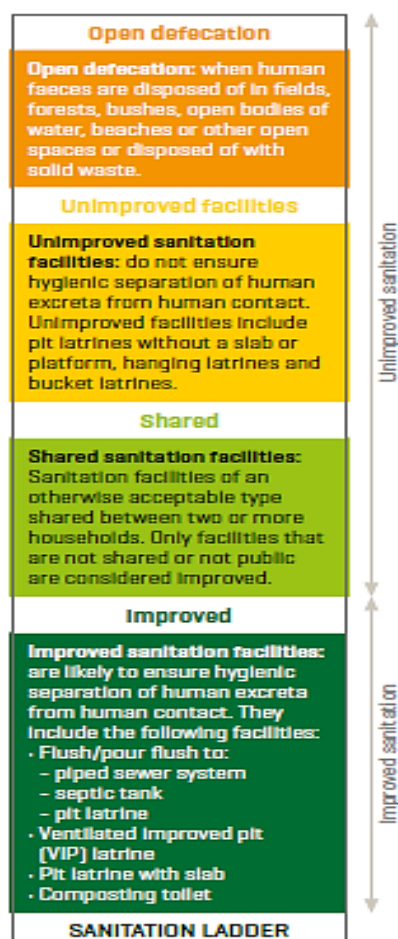 Open defecation
Open defecation: when human
faeces are disposed of in fields,
forests, bushes, open bodies of
water, beaches or other open
spaces or disposed of with
solid waste.
Unimproved facilities
Unimproved sanitation
facilities: do not ensure
hygienic separation of human
excreta from human contact.
Unimproved facilities include
pit latrines without a slab or
platform, hanging latrines and
bucket latrines.
Shared
Shared sanitation facilities:
Sanitation facilities of an
otherwise acceptable type
shared between two or more
households. Only facilities that
are not shared or not public
are considered improved.
Unimproved sanitation
Improved
Improved sanitation facilities:
are likely to ensure hygienic
separation of human excreta
from human contact. They
include the following facilities:
• Flush/pour flush to:
– piped sewer system
– septic tank
– pit latrine
• Ventilated improved pit
(VIP) latrine
• Pit latrine with slab
• Composting toilet
Improved sanitation
SANITATION LADDER